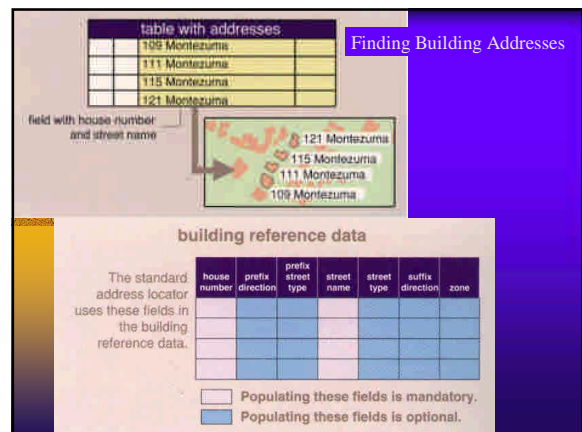 table with addresses
Finding Building Addresses
109 Montezuma
111 Montezuma
115 Montezuma
121 Montezuma
field with house number
and street name
121 Montezuma
115 Montezuma
111 Montezuma
109 Montezuma
building reference data
The standard
address locator
uses these fields in
the building
reference data.
house number
prefix direction
prefix street type
street name
street type
suffix direction
zone
Populating these fields is mandatory.
Populating these fields is optional.